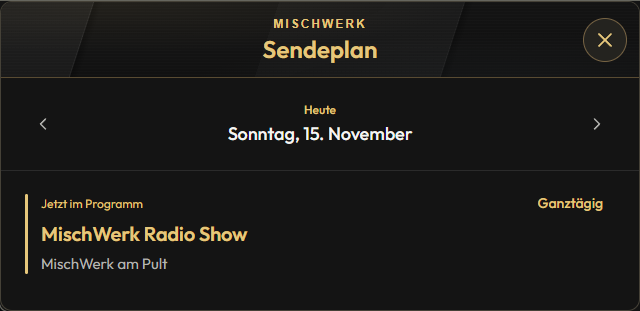 MISCHWERK
Sendeplan
Heute
Sonntag, 15. November
Jetzt im Programm
Ganztägig
MischWerk Radio Show
MischWerk am Pult